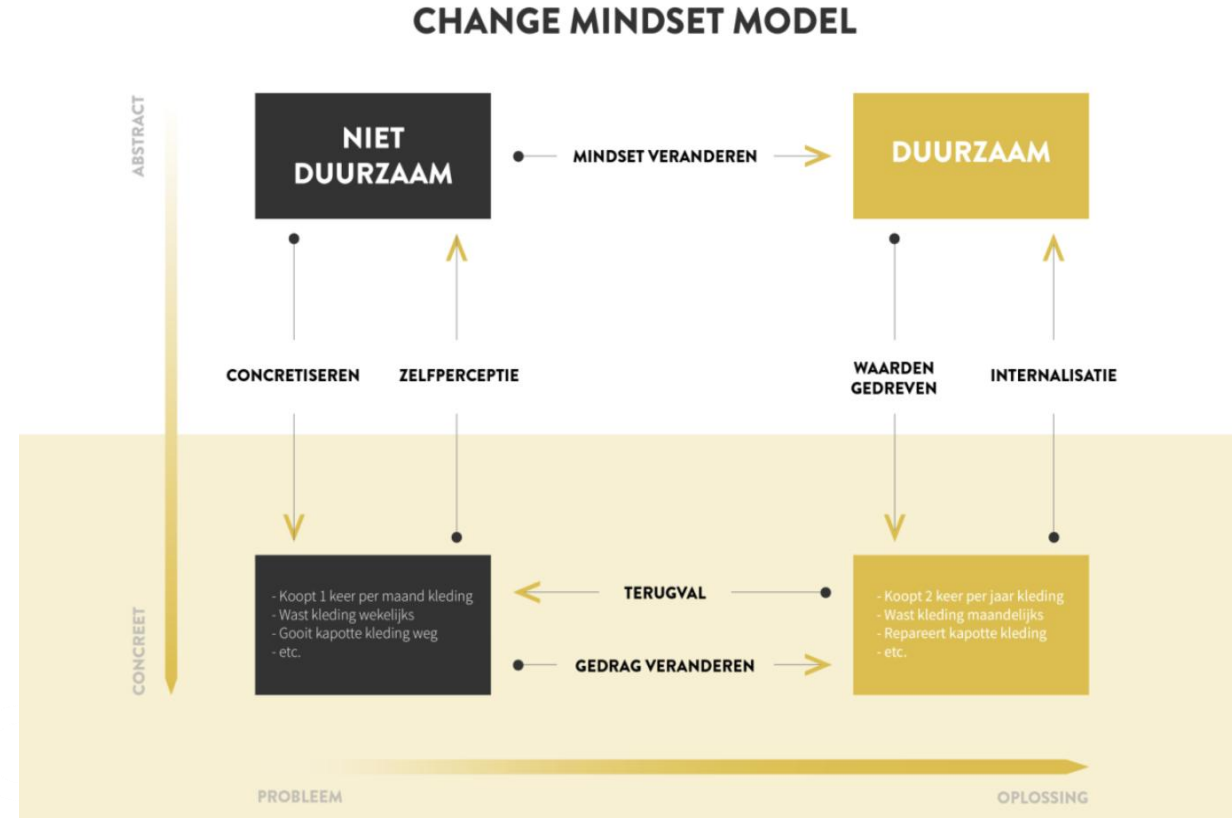 CHANGE MINDSET MODEL
ABSTRACT
NIET
DUURZAAM
MINDSET VERANDEREN
DUURZAAM
CONCRETISEREN
ZELFPERCEPTIE
WAARDEN
GEDREVEN
INTERNALISATIE
CONCREET
- Koopt 1 keer per maand kleding
- Wast kleding wekelijks
- Gooit kapotte kleding weg
- etc.
TERUGVAL
GEDRAG VERANDEREN
- Koopt 2 keer per jaar kleding
- Wast kleding maandelijks
- Repareert kapotte kleding
- etc.
PROBLEEM
OPLOSSING